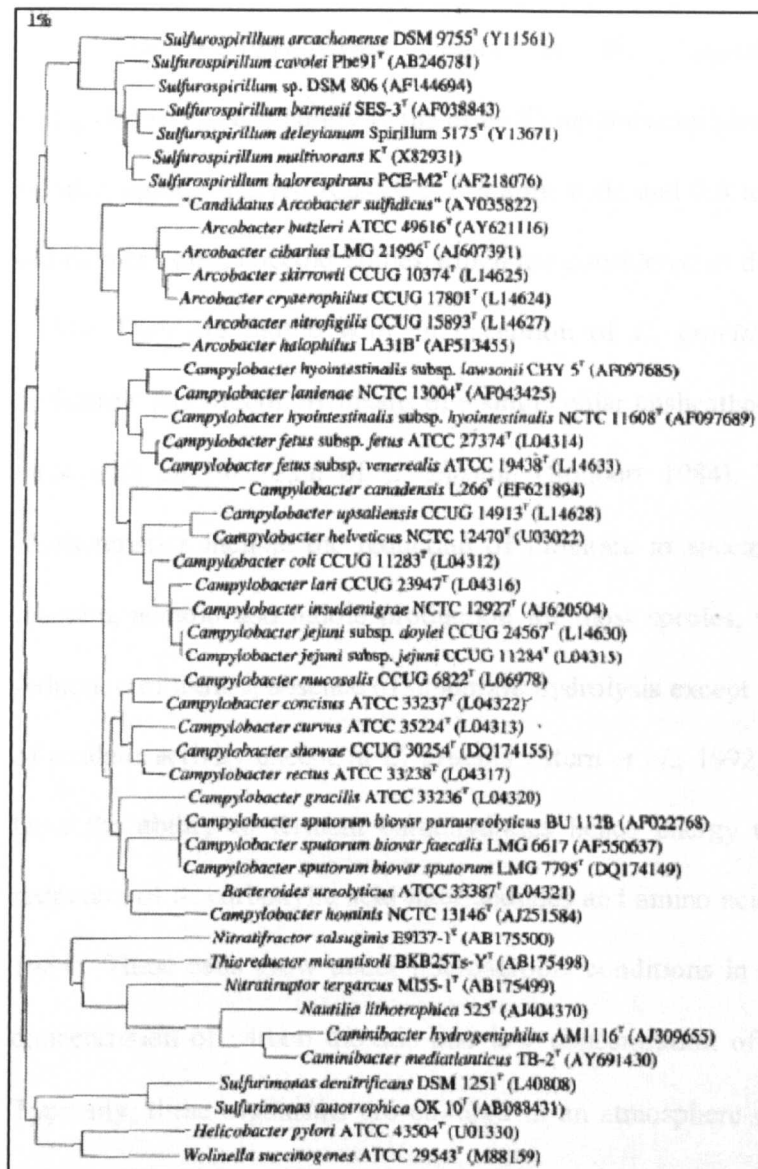 1%
Sulfurospirillum arcachonense DSM 9755ᵀ (Y11561)
Sulfurospirillum cavolei Phe91ᵀ (AB246781)
Sulfurospirillum sp. DSM 806 (AF144694)
Sulfurospirillum barnesii SES-3ᵀ (AF038843)
Sulfurospirillum deleyianum Spirillum 5175ᵀ (Y13671)
Sulfurospirillum multivorans Kᵀ (X82931)
Sulfurospirillum halorespirans PCE-M2ᵀ (AF218076)
"Candidatus Arcobacter sulfidicus" (AY035822)
Arcobacter butzleri ATCC 49616ᵀ (AY621116)
Arcobacter cibarius LMG 21996ᵀ (AJ607391)
Arcobacter skirrowii CCUG 10374ᵀ (L14625)
Arcobacter cryaerophilus CCUG 17801ᵀ (L14624)
Arcobacter nitrofigilis CCUG 15893ᵀ (L14627)
Arcobacter halophilus LA31Bᵀ (AF513455)
Campylobacter hyointestinalis subsp. lawsonii CHY 5ᵀ (AF097685)
Campylobacter lanienae NCTC 13004ᵀ (AF043425)
Campylobacter hyointestinalis subsp. hyointestinalis NCTC 11608ᵀ (AF097689)
Campylobacter fetus subsp. fetus ATCC 27374ᵀ (L04314)
Campylobacter fetus subsp. venerealis ATCC 19438ᵀ (L14633)
Campylobacter canadensis L266ᵀ (EF621894)
Campylobacter upsaliensis CCUG 14913ᵀ (L14628)
Campylobacter helveticus NCTC 12470ᵀ (U03022)
Campylobacter coli CCUG 11283ᵀ (L04312)
Campylobacter lari CCUG 23947ᵀ (L04316)
Campylobacter insulaenigrae NCTC 12927ᵀ (AJ620504)
Campylobacter jejuni subsp. doylei CCUG 24567ᵀ (L14630)
Campylobacter jejuni subsp. jejuni CCUG 11284ᵀ (L04315)
Campylobacter mucosalis CCUG 6822ᵀ (L06978)
Campylobacter concisus ATCC 33237ᵀ (L04322)
Campylobacter curvus ATCC 35224ᵀ (L04313)
Campylobacter showae CCUG 30254ᵀ (DQ174155)
Campylobacter rectus ATCC 33238ᵀ (L04317)
Campylobacter gracilis ATCC 33236ᵀ (L04320)
Campylobacter sputorum biovar paraureolyticus BU 112B (AF022768)
Campylobacter sputorum biovar faecalis LMG 6617 (AF550637)
Campylobacter sputorum biovar sputorum LMG 7795ᵀ (DQ174149)
Bacteroides ureolyticus ATCC 33387ᵀ (L04321)
Campylobacter hominis NCTC 13146ᵀ (AJ251584)
Nitratifractor salsuginis E9I37-1ᵀ (AB175500)
Thioreductor micantisoli BKB25Ts-Yᵀ (AB175498)
Nitratiruptor tergarcus MI55-1ᵀ (AB175499)
Nautilia lithotrophica 525ᵀ (AJ404370)
Caminibacter hydrogeniphilus AM1116ᵀ (AJ309655)
Caminibacter mediatlanticus TB-2ᵀ (AY691430)
Sulfurimonas denitrificans DSM 1251ᵀ (L40808)
Sulfurimonas autotrophica OK 10ᵀ (AB088431)
Helicobacter pylori ATCC 43504ᵀ (U01330)
Wolinella succinogenes ATCC 29543ᵀ (M88159)